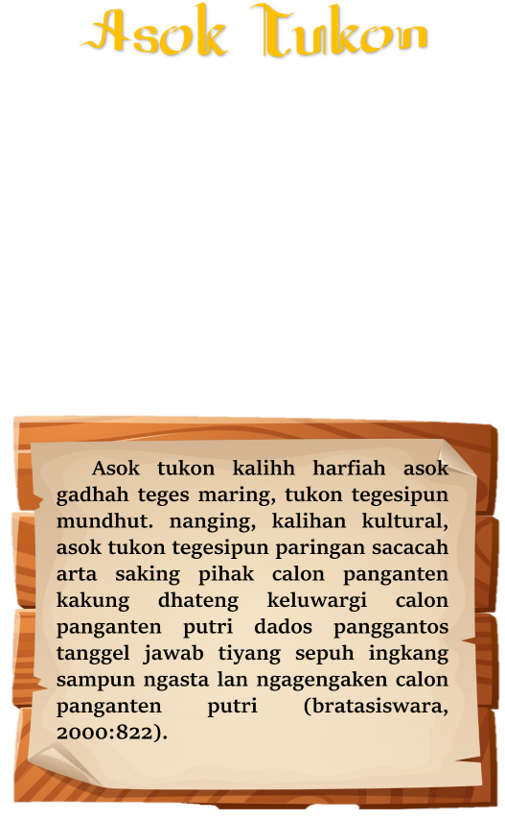 Asok Tukon
Asok tukon kalihh harfiah asok
gadhah teges maring, tukon tegesipun
mundhut. nanging, kalihan kultural,
asok tukon tegesipun paringan sacacah
arta saking pihak calon panganten
kakung dhateng keluwargi calon
panganten putri dados panggantos
tanggel jawab tiyang sepuh ingkang
sampun ngasta lan ngagengaken calon
panganten putri (bratasiswara,
2000:822).